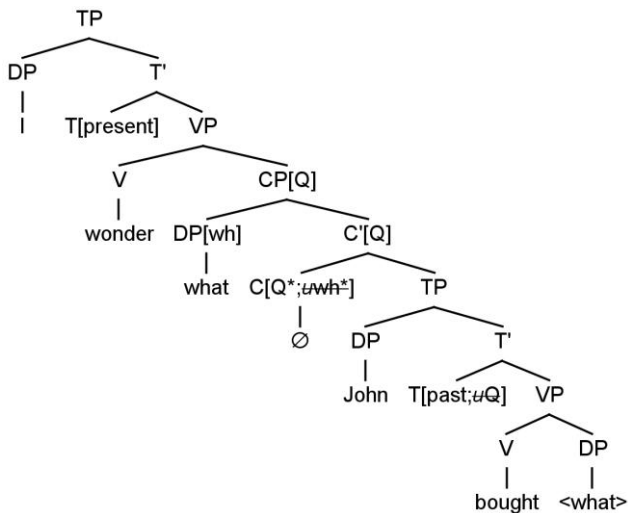 TP
DP T'
I T[present] VP
V CP[Q]
wonder DP[wh] C'[Q]
what C[Q*;uwh*] TP
∅ DP T'
John T[past;uQ] VP
V DP
bought <what>